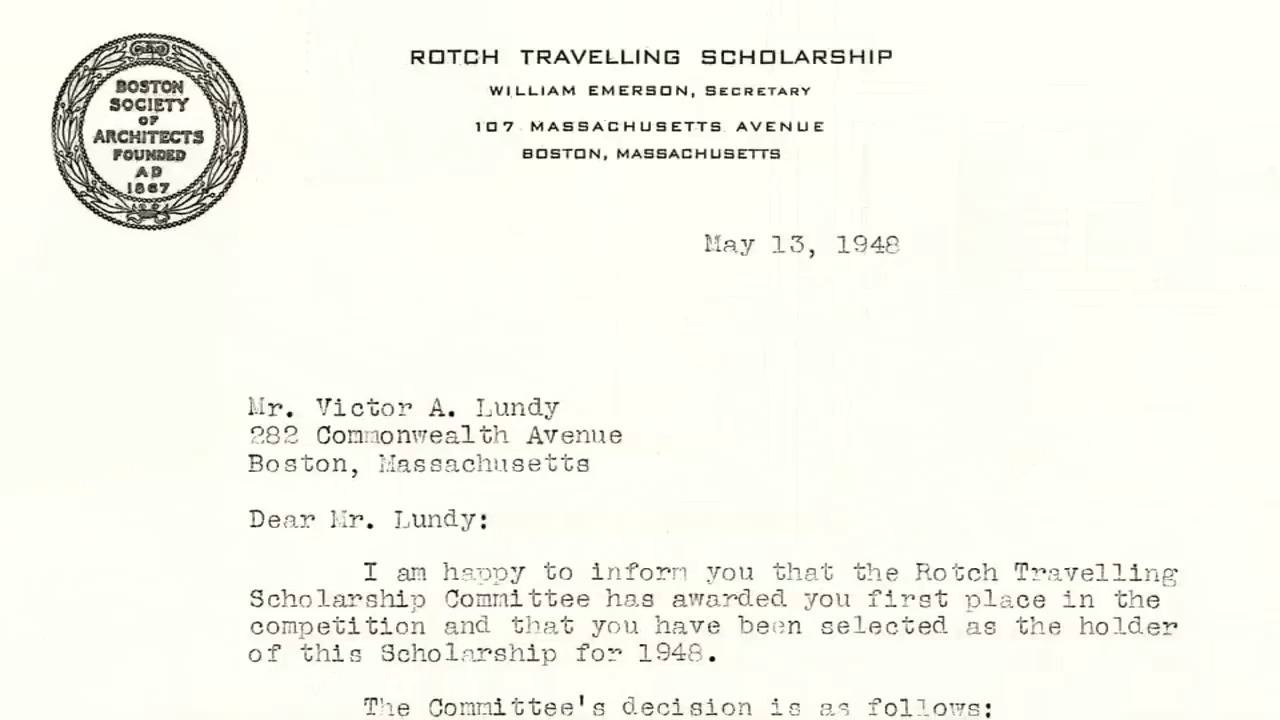 BOSTON
SOCIETY
OF
ARCHITECTS
FOUNDED
AD
1867
ROTCH TRAVELLING SCHOLARSHIP
WILLIAM EMERSON, SECRETARY
107 MASSACHUSETTS AVENUE
BOSTON, MASSACHUSETTS
May 13, 1948
Mr. Victor A. Lundy
282 Commonwealth Avenue
Boston, Massachusetts
Dear Mr. Lundy:
I am happy to inform you that the Rotch Travelling
Scholarship Committee has awarded you first place in the
competition and that you have been selected as the holder
of this Scholarship for 1948.
The Committee's decision is as follows: